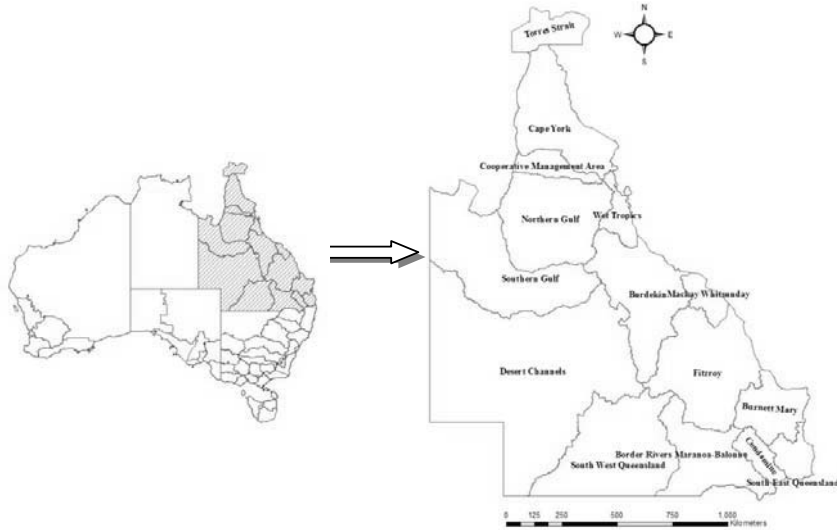 Torres Strait
N
W E
S
Cape York
Cooperative Management Area
Northern Gulf
Wet Tropics
Southern Gulf
Burdekin
Mackay Whitsunday
Desert Channels
Fitzroy
Burnett Mary
Condamine
Border Rivers Maranoa-Balonne
South West Queensland
South-East Queensland
0 125 250 500 750 1.000
Kilometers